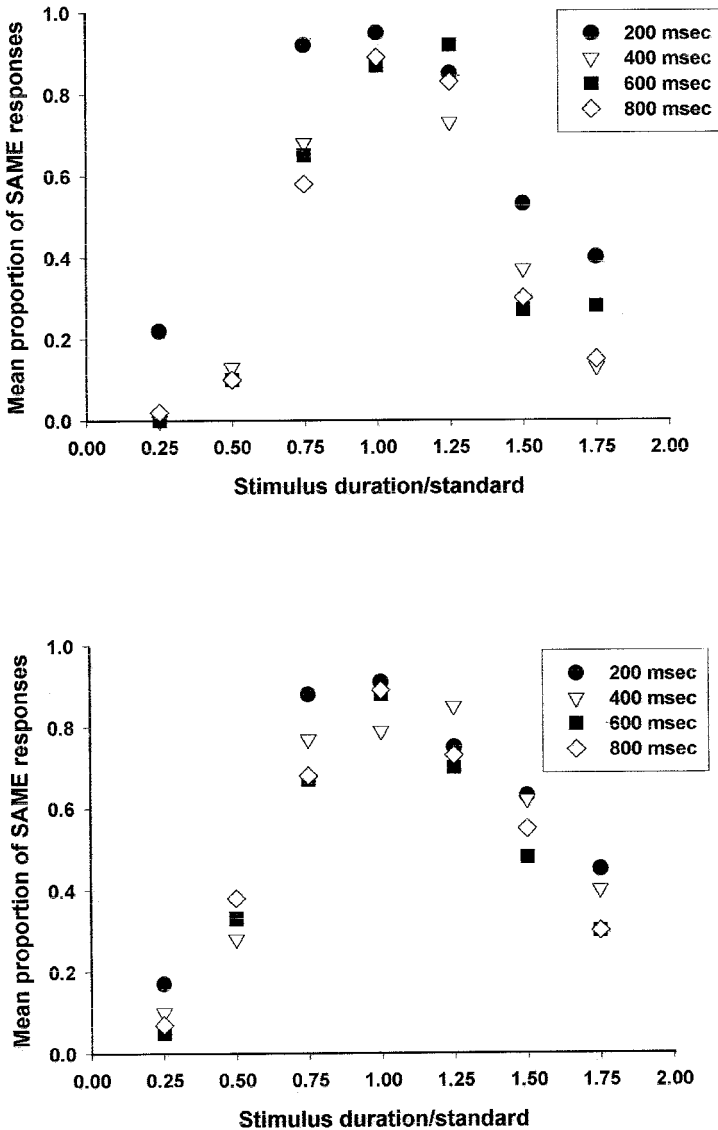 1.0
0.8
0.6
0.4
0.2
0.0
Mean proportion of SAME responses
200 msec
400 msec
600 msec
800 msec
0.00 0.25 0.50 0.75 1.00 1.25 1.50 1.75 2.00
Stimulus duration/standard
1.0
0.8
0.6
0.4
0.2
0.0
Mean proportion of SAME responses
200 msec
400 msec
600 msec
800 msec
0.00 0.25 0.50 0.75 1.00 1.25 1.50 1.75 2.00
Stimulus duration/standard